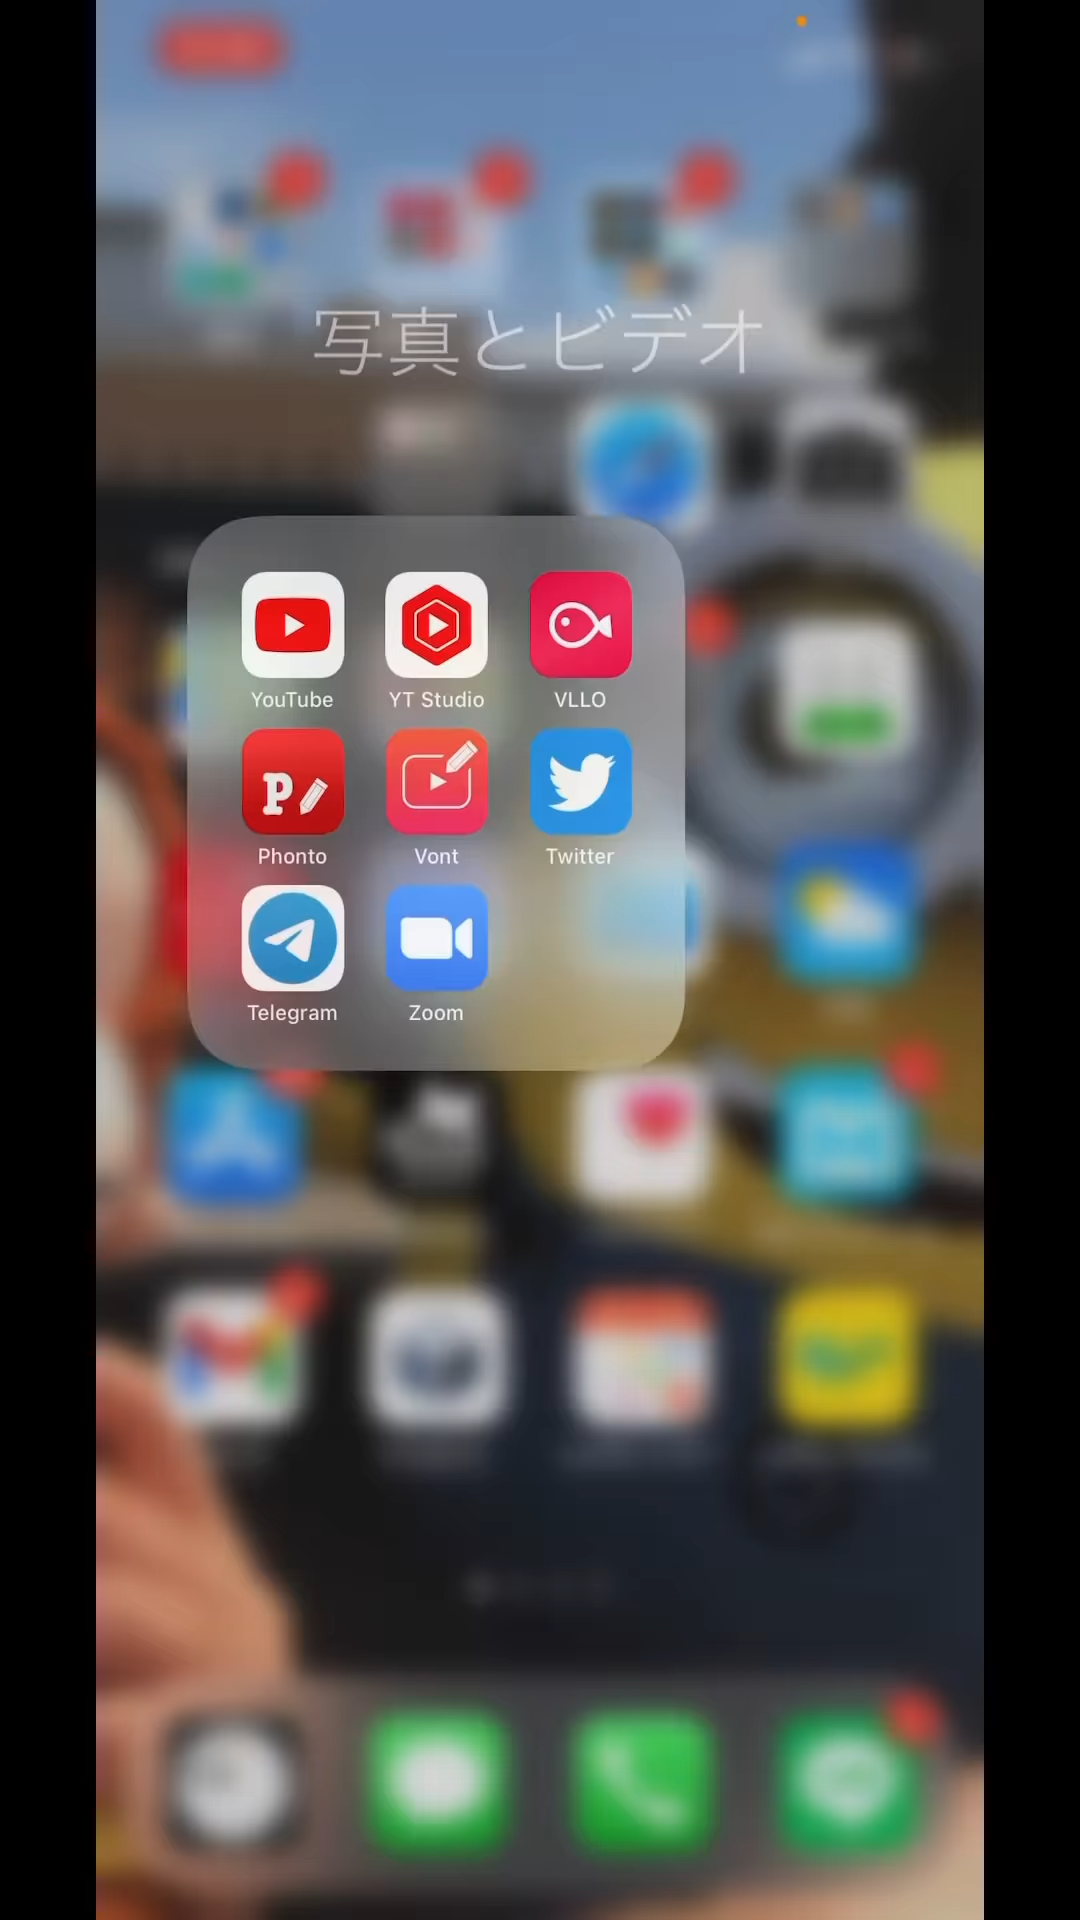 写真とビデオ
YouTube
YT Studio
VLLO
P
Phonto
Vont
Twitter
Telegram
Zoom